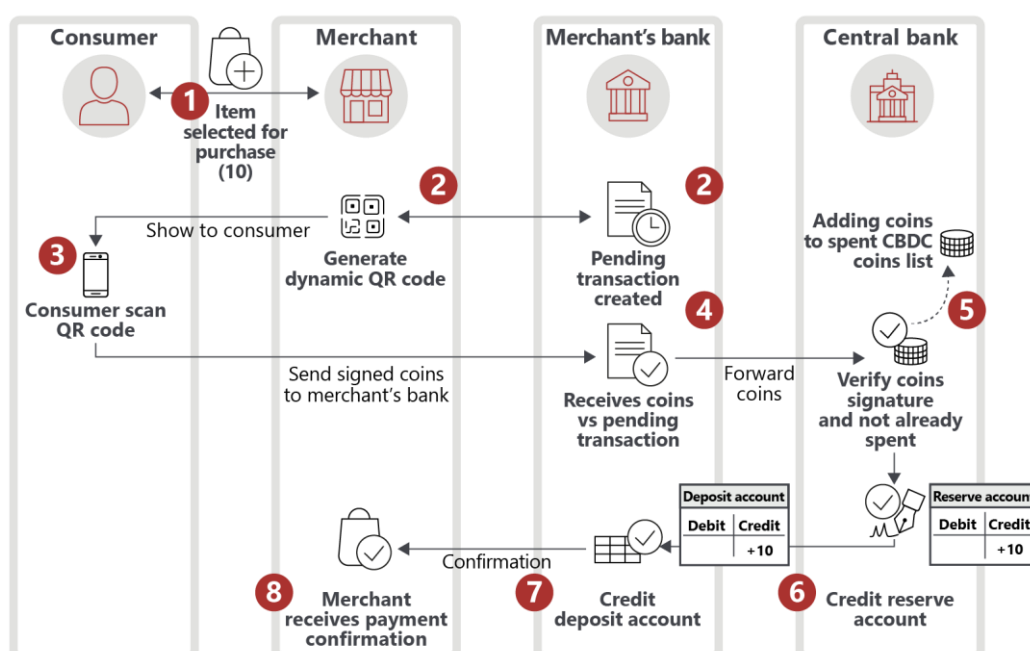 Consumer
Merchant
Merchant's bank
Central bank
1
Item
selected for
purchase
(10)
2
2
Show to consumer
Generate
dynamic QR code
Pending
transaction
created
Adding coins
to spent CBDC
coins list
3
Consumer scan
QR code
4
5
Send signed coins
to merchant's bank
Receives coins
vs pending
transaction
Forward
coins
Verify coins
signature
and not already
spent
Deposit account
Debit Credit
+10
Reserve account
Debit Credit
+10
Confirmation
8
Merchant
receives payment
confirmation
7
Credit
deposit account
6
Credit reserve
account